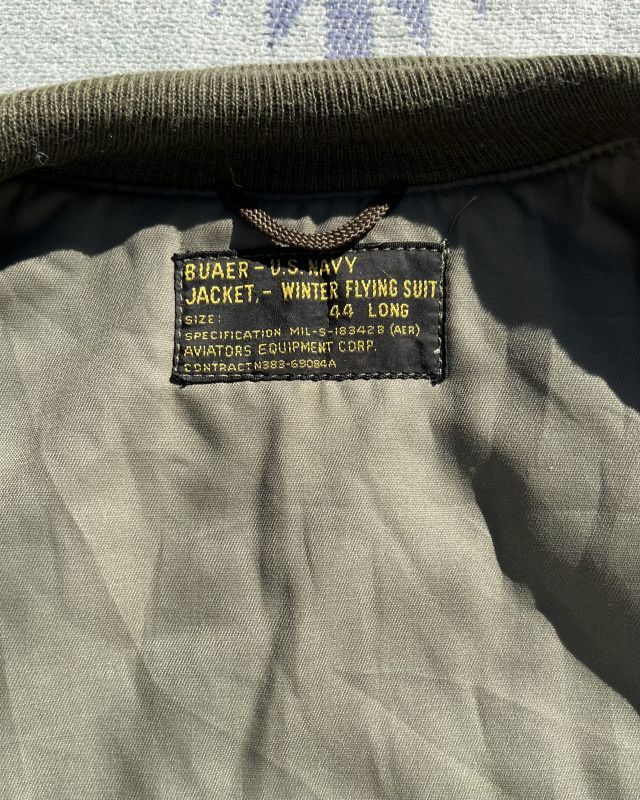 BUAER - U.S. NAVY
JACKET, - WINTER FLYING SUIT
SIZE: 44 LONG
SPECIFICATION MIL-S-18342B (AER)
AVIATORS EQUIPMENT CORP.
CONTRACT N383-69084A